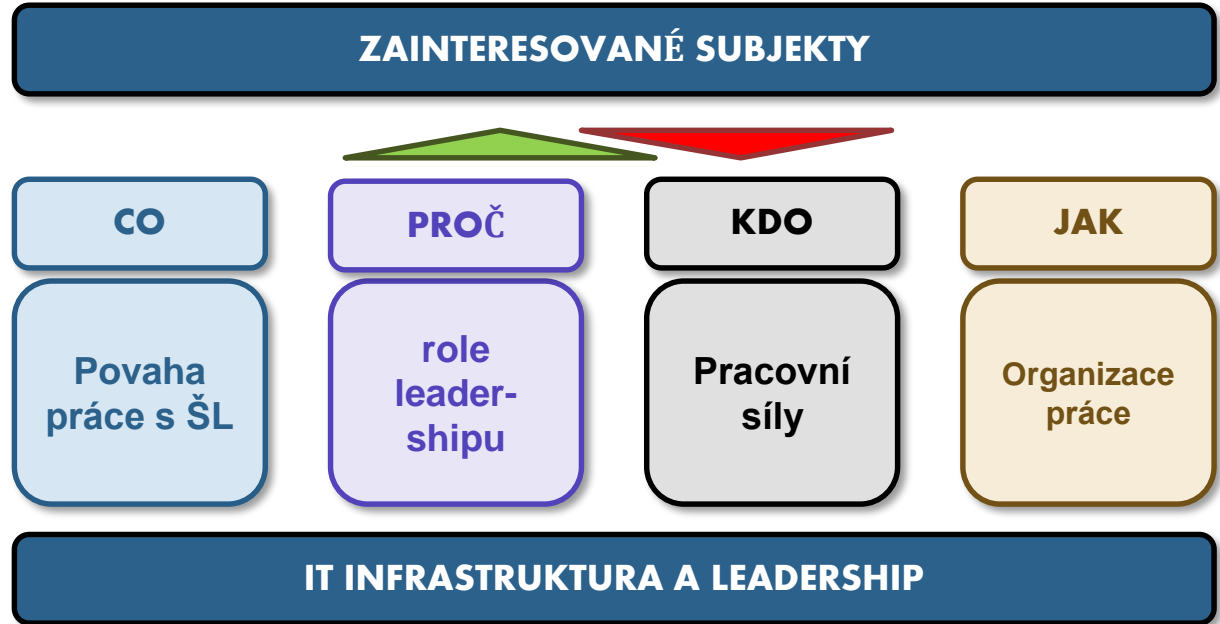 ZAINTERESOVANÉ SUBJEKTY
CO
PROČ
KDO
JAK
Povaha
práce s ŠL
role
leader-
shipu
Pracovní
síly
Organizace
práce
IT INFRASTRUKTURA A LEADERSHIP